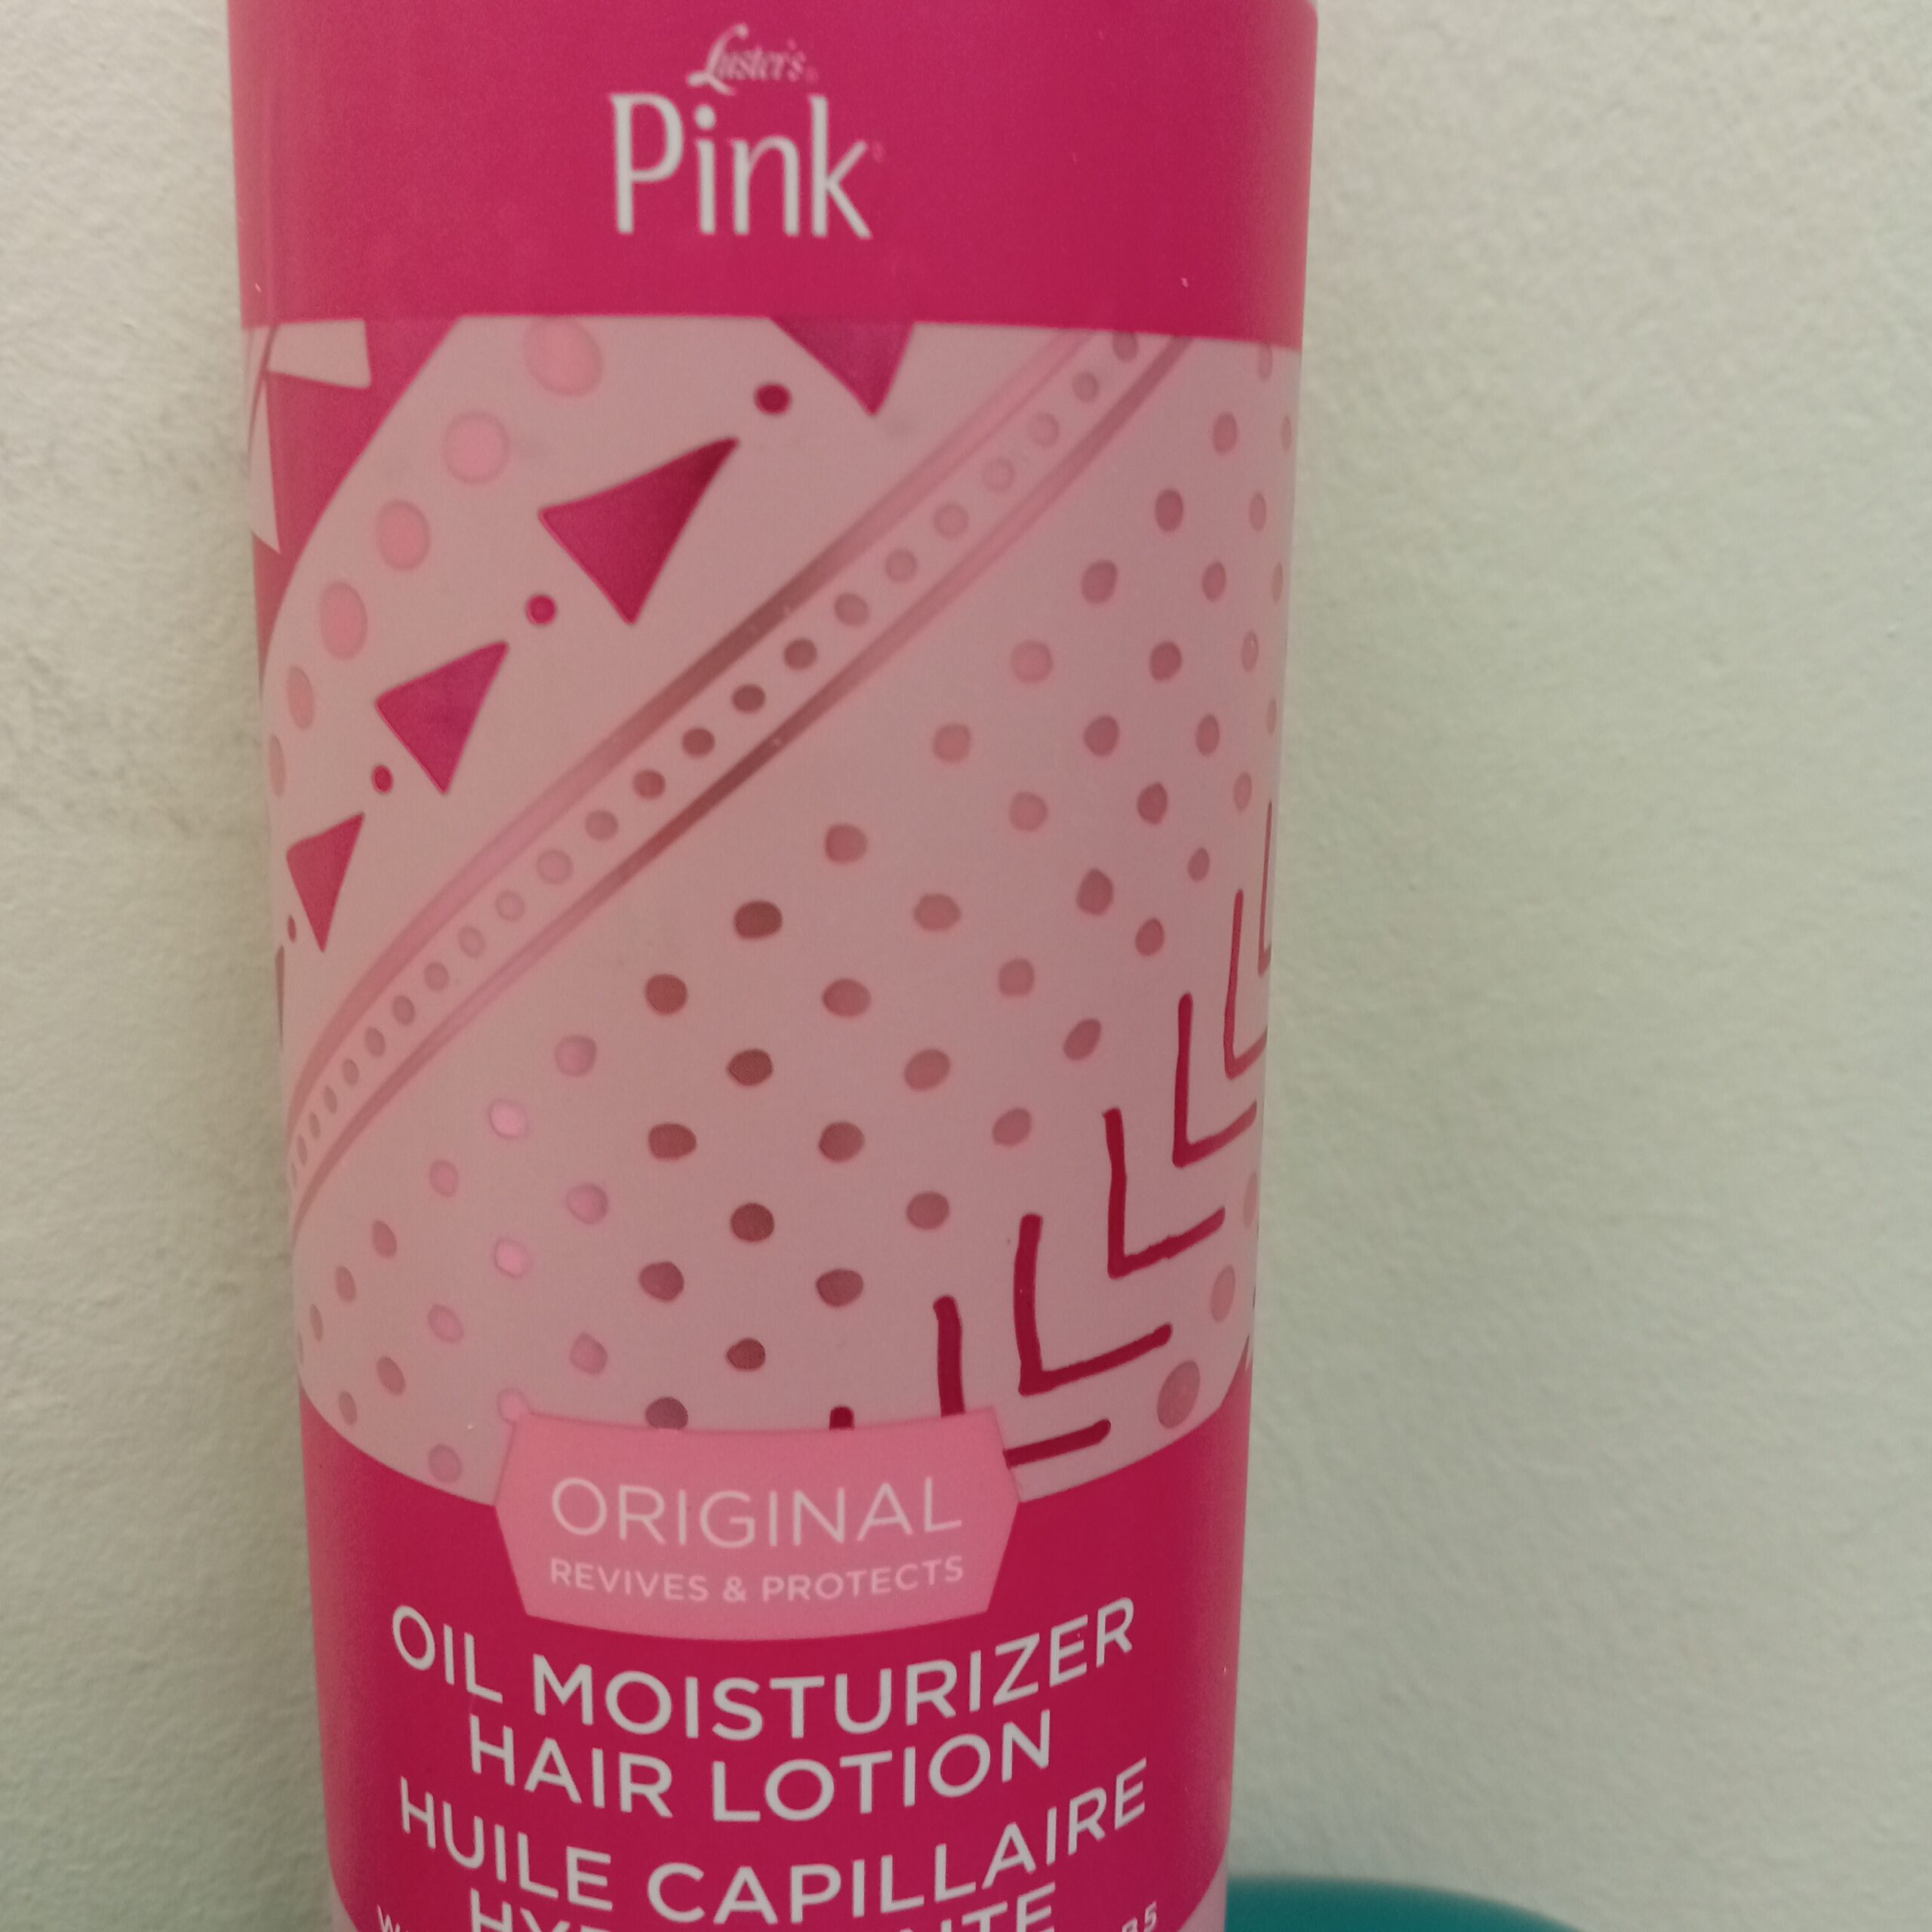 Luster's
Pink
ORIGINAL
REVIVES & PROTECTS
OIL MOISTURIZER
HAIR LOTION
HUILE CAPILLAIRE